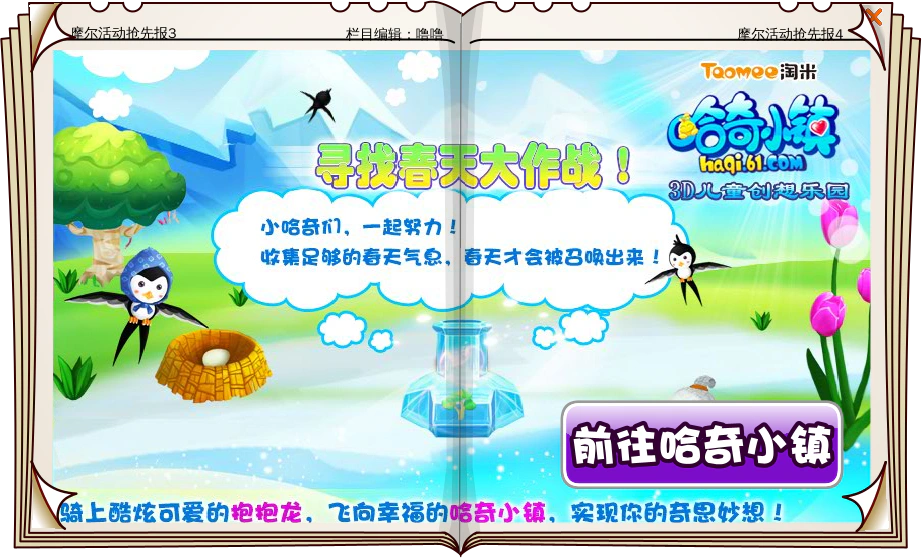 摩尔活动抢先报3
栏目编辑：噜噜
摩尔活动抢先报4
Taomee淘米
哈奇小镇
haqi.61.com
3D儿童创想乐园
寻找春天大作战！
小哈奇们，一起努力！
收集足够的春天气息，春天才会被召唤出来！
前往哈奇小镇
骑上酷炫可爱的抱抱龙，飞向幸福的哈奇小镇，实现你的奇思妙想！